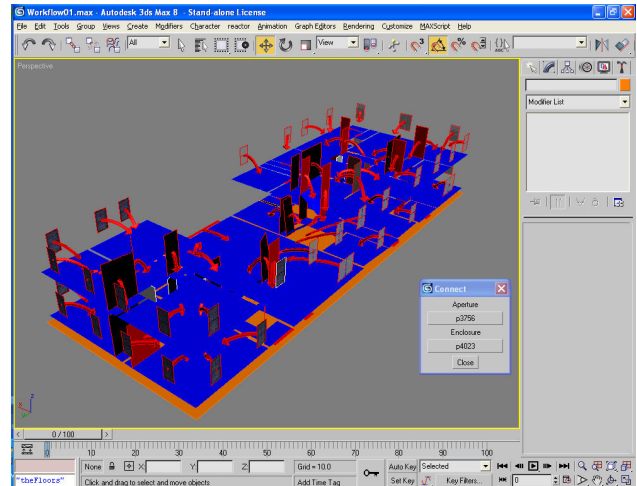 Workflow01.max - Autodesk 3ds Max 8 - Stand-alone License
File Edit Tools Group Views Create Modifiers Character reactor Animation Graph Editors Rendering Customize MAXScript Help
All
View
Perspective
Modifier List
Connect
Aperture
p3756
Enclosure
p4023
Close
z
x
0 / 100
0 10 20 30 40 50 60 70 80 90 100
None X: Y: Z: Grid = 10.0 Auto Key Selected
"theFloors" Click and drag to select and move objects Add Time Tag Set Key Key Filters... 0